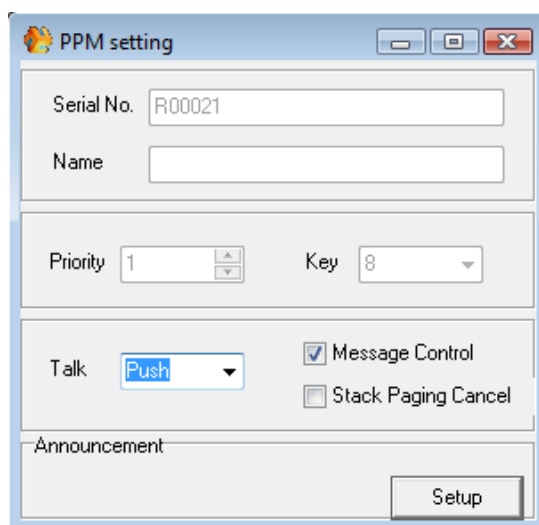 PPM setting
Serial No. R00021
Name
Priority 1 Key 8
Talk Push Message Control
Stack Paging Cancel
Announcement
Setup